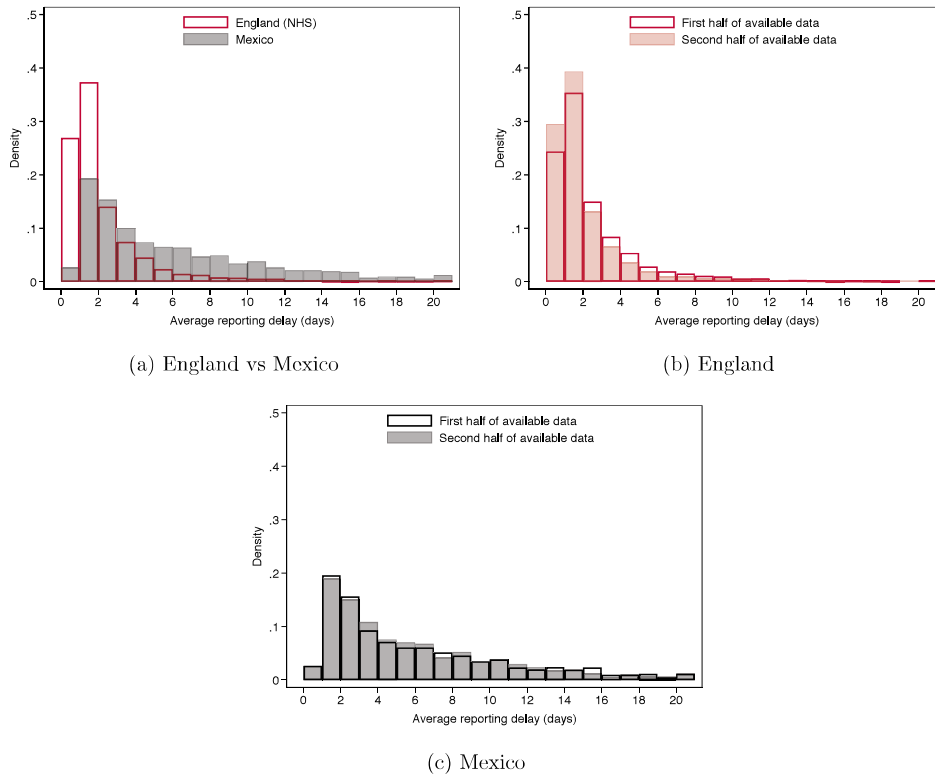 .5
.4
.3
.2
.1
0
Density
England (NHS)
Mexico
0 2 4 6 8 10 12 14 16 18 20
Average reporting delay (days)
(a) England vs Mexico
.5
.4
.3
.2
.1
0
Density
First half of available data
Second half of available data
0 2 4 6 8 10 12 14 16 18 20
Average reporting delay (days)
(b) England
.5
.4
.3
.2
.1
0
Density
First half of available data
Second half of available data
0 2 4 6 8 10 12 14 16 18 20
Average reporting delay (days)
(c) Mexico